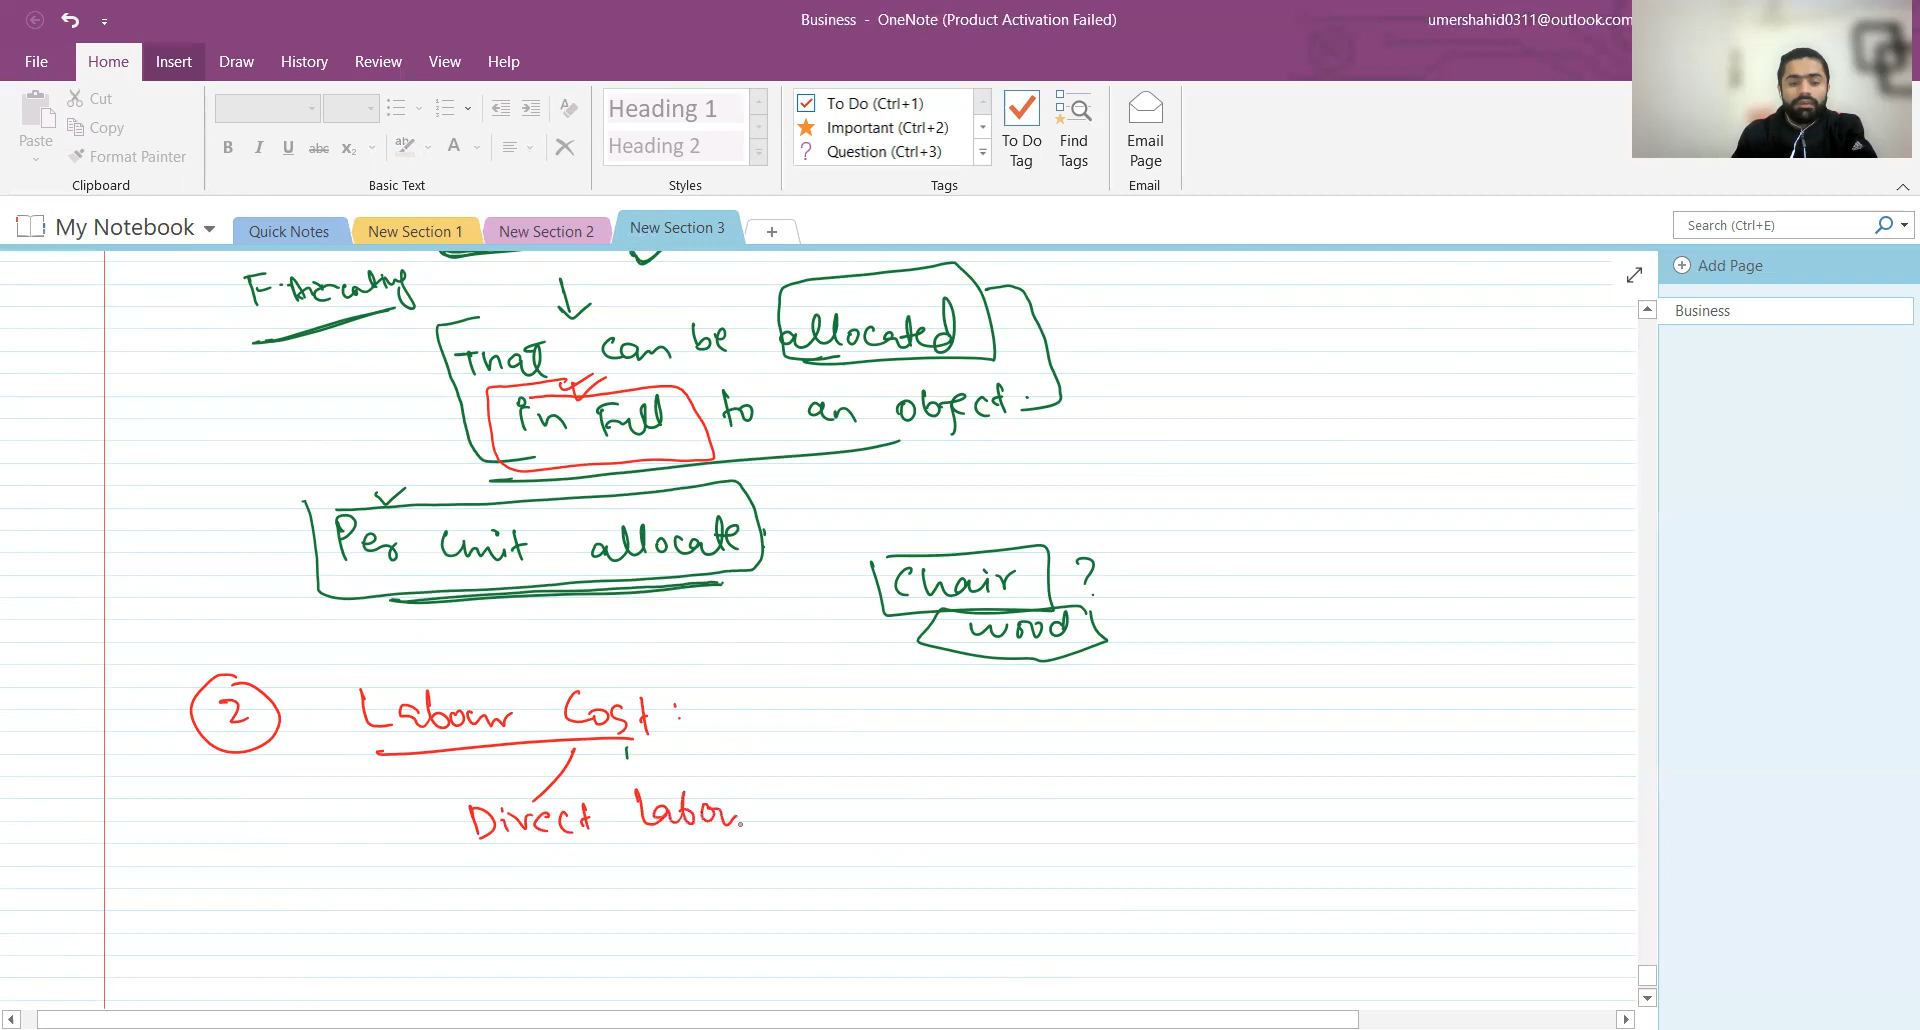 Business - OneNote (Product Activation Failed)
umershahid0311@outlook.com
File Home Insert Draw History Review View Help
Cut
Copy
Format Painter
Paste
Clipboard
B I U abc x₂ ab A
Basic Text
Heading 1
Heading 2
Styles
To Do (Ctrl+1)
Important (Ctrl+2)
? Question (Ctrl+3)
To Do Tag
Find Tags
Tags
Email Page
Email
My Notebook
Quick Notes New Section 1 New Section 2 New Section 3 +
Search (Ctrl+E)
Add Page
Business
That can be allocated
in Full to an object.
Per unit allocate
Chair ?
wood
2 Labour Cost:
Direct Labor